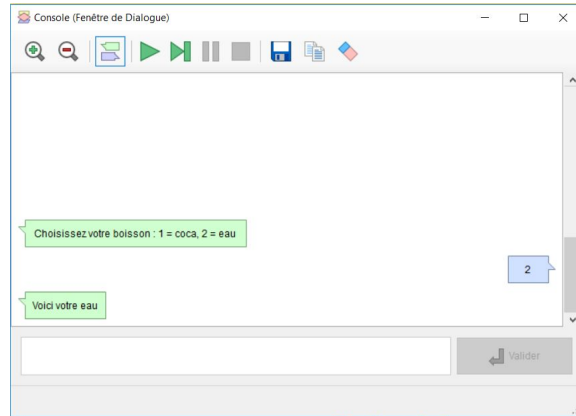 Console (Fenêtre de Dialogue)
Choisissez votre boisson : 1 = coca, 2 = eau
2
Voici votre eau
Valider